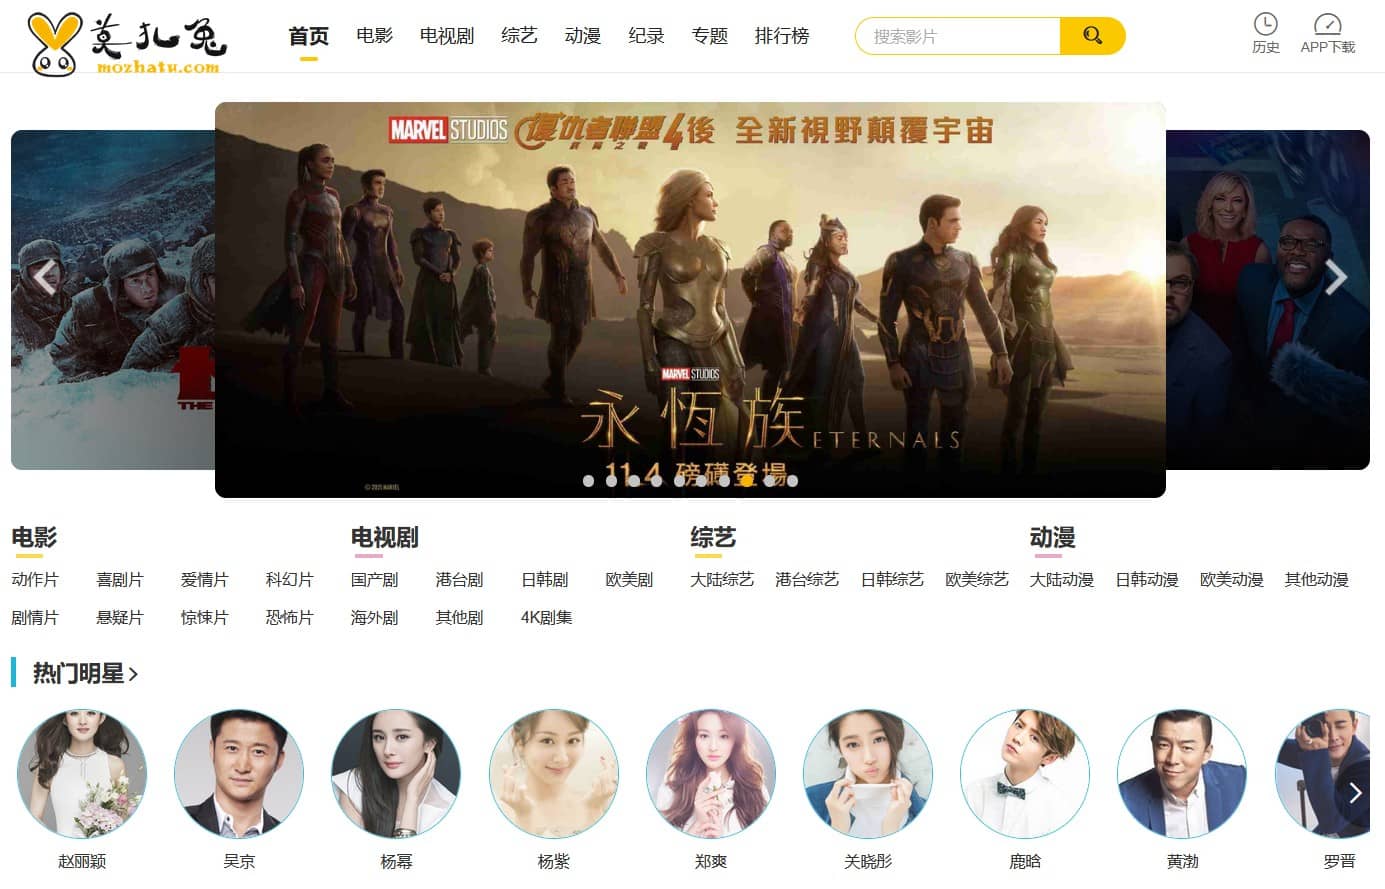 莫扎兔
mozhatu.com
首页 电影 电视剧 综艺 动漫 纪录 专题 排行榜
搜索影片
历史 APP下载
MARVEL STUDIOS 復仇者聯盟4後 全新視野顛覆宇宙
終局之戰
MARVEL STUDIOS
永恆族 ETERNALS
11.4 磅礴登場
© 2021 MARVEL
THE
电影 电视剧 综艺 动漫
动作片 喜剧片 爱情片 科幻片 国产剧 港台剧 日韩剧 欧美剧 大陆综艺 港台综艺 日韩综艺 欧美综艺 大陆动漫 日韩动漫 欧美动漫 其他动漫
剧情片 悬疑片 惊悚片 恐怖片 海外剧 其他剧 4K剧集
热门明星
赵丽颖 吴京 杨幂 杨紫 郑爽 关晓彤 鹿晗 黄渤 罗晋